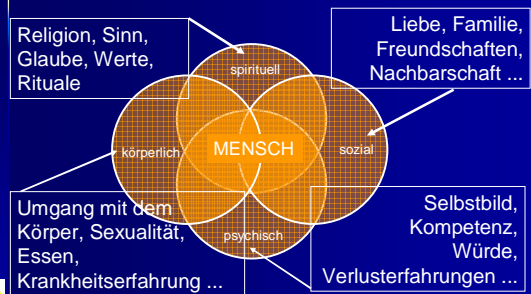 Religion, Sinn,
Glaube, Werte,
Rituale
Liebe, Familie,
Freundschaften,
Nachbarschaft ...
spirituell
körperlich
MENSCH
sozial
psychisch
Umgang mit dem
Körper, Sexualität,
Essen,
Krankheitserfahrung ...
Selbstbild,
Kompetenz,
Würde,
Verlusterfahrungen ...